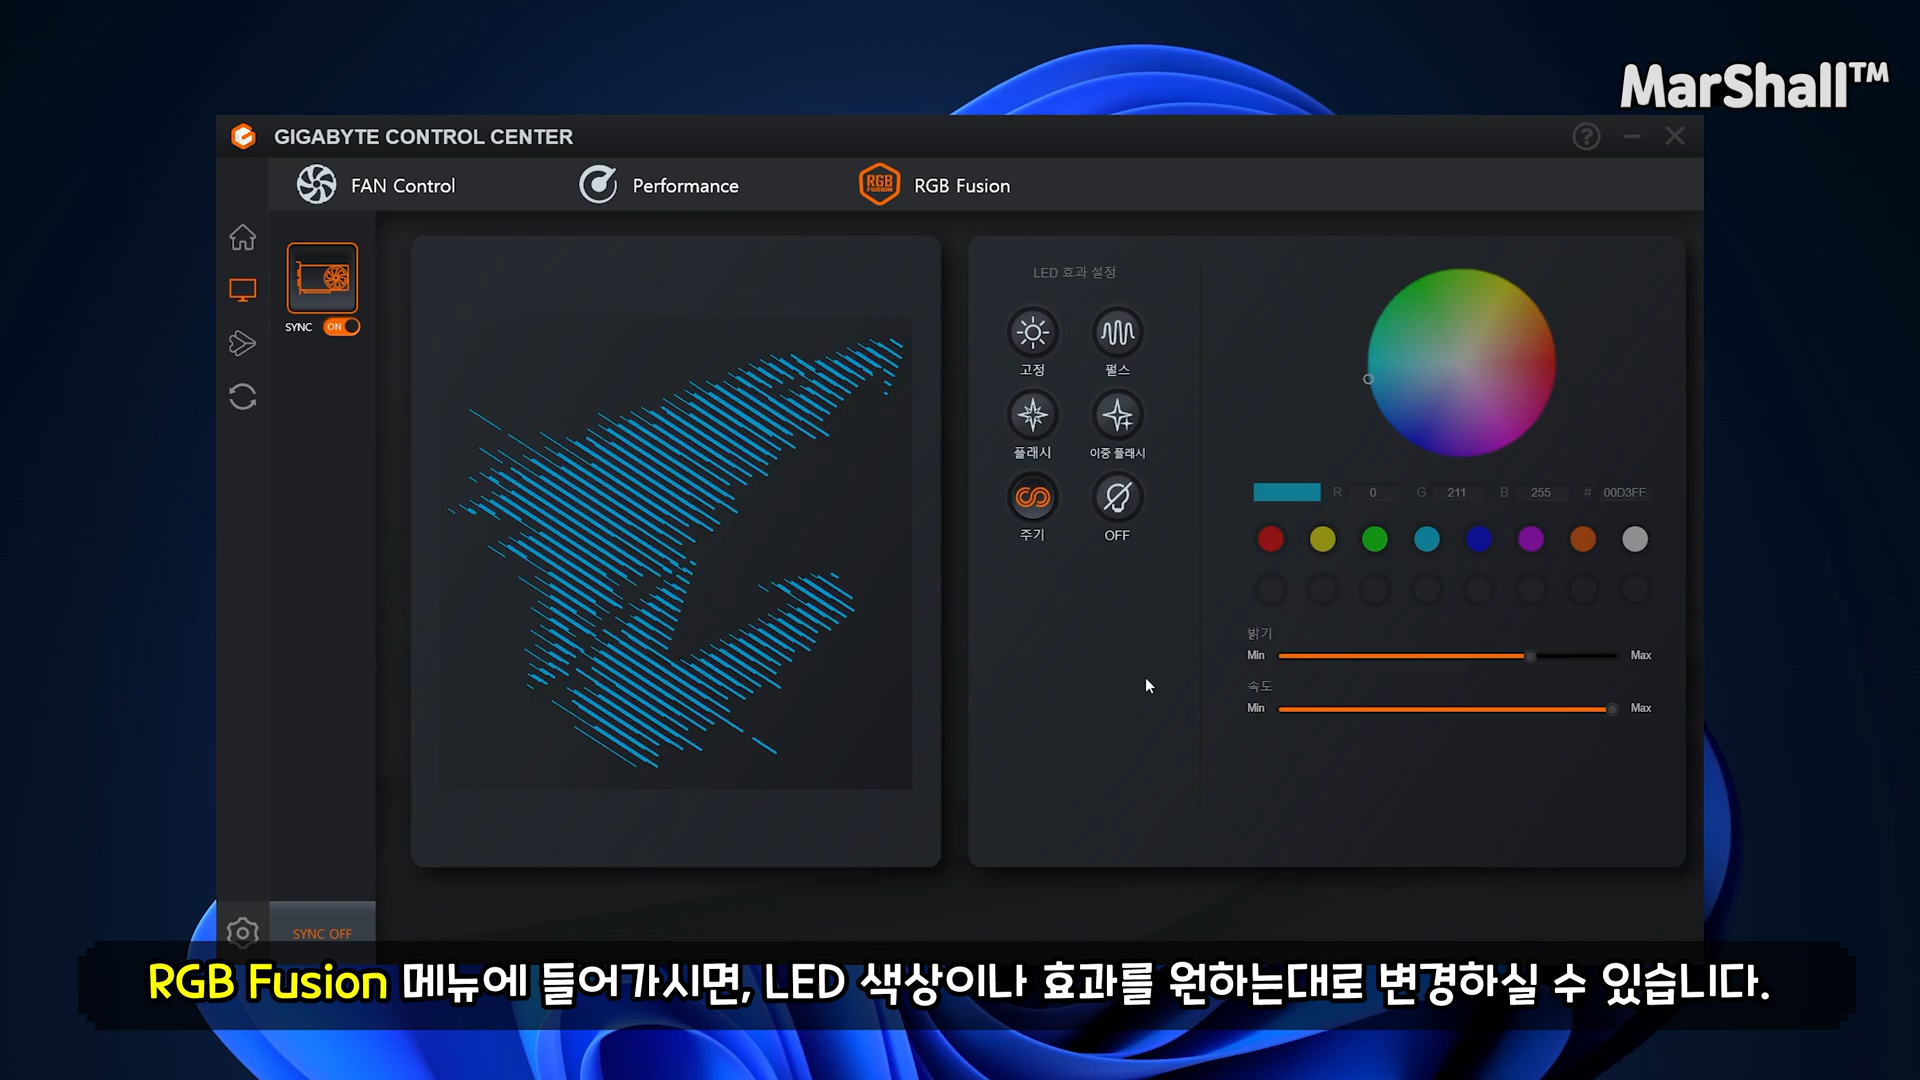 MarShall™
GIGABYTE CONTROL CENTER
FAN Control
Performance
RGB FUSION
RGB Fusion
SYNC
ON
LED 효과 설정
고정
펄스
플래시
이중 플래시
주기
OFF
R 0 G 211 B 255 # 00D3FF
밝기
Min
Max
속도
Min
Max
SYNC OFF
RGB Fusion 메뉴에 들어가시면, LED 색상이나 효과를 원하는대로 변경하실 수 있습니다.